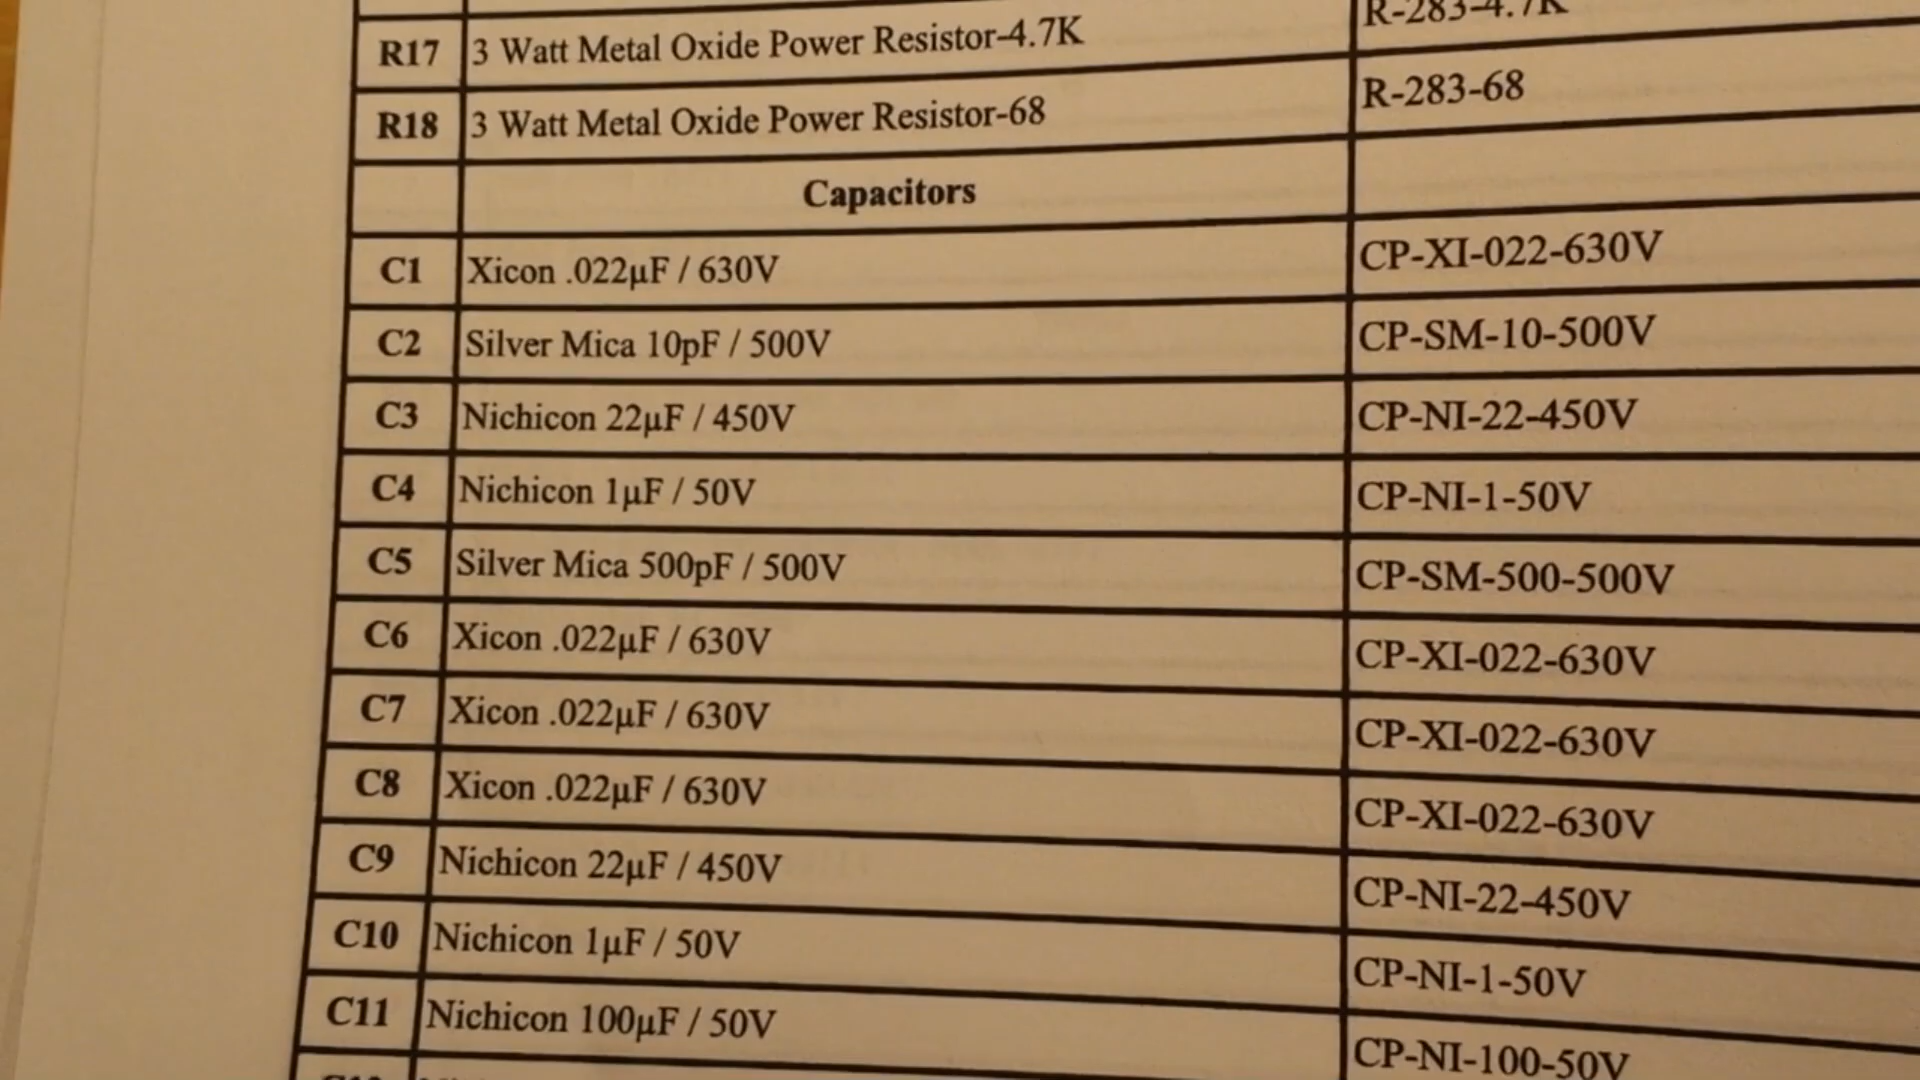 R-283-4.7K
R17 3 Watt Metal Oxide Power Resistor-4.7K
R18 3 Watt Metal Oxide Power Resistor-68 R-283-68
Capacitors
C1 Xicon .022µF / 630V CP-XI-022-630V
C2 Silver Mica 10pF / 500V CP-SM-10-500V
C3 Nichicon 22µF / 450V CP-NI-22-450V
C4 Nichicon 1µF / 50V CP-NI-1-50V
C5 Silver Mica 500pF / 500V CP-SM-500-500V
C6 Xicon .022µF / 630V CP-XI-022-630V
C7 Xicon .022µF / 630V CP-XI-022-630V
C8 Xicon .022µF / 630V CP-XI-022-630V
C9 Nichicon 22µF / 450V CP-NI-22-450V
C10 Nichicon 1µF / 50V CP-NI-1-50V
C11 Nichicon 100µF / 50V CP-NI-100-50V